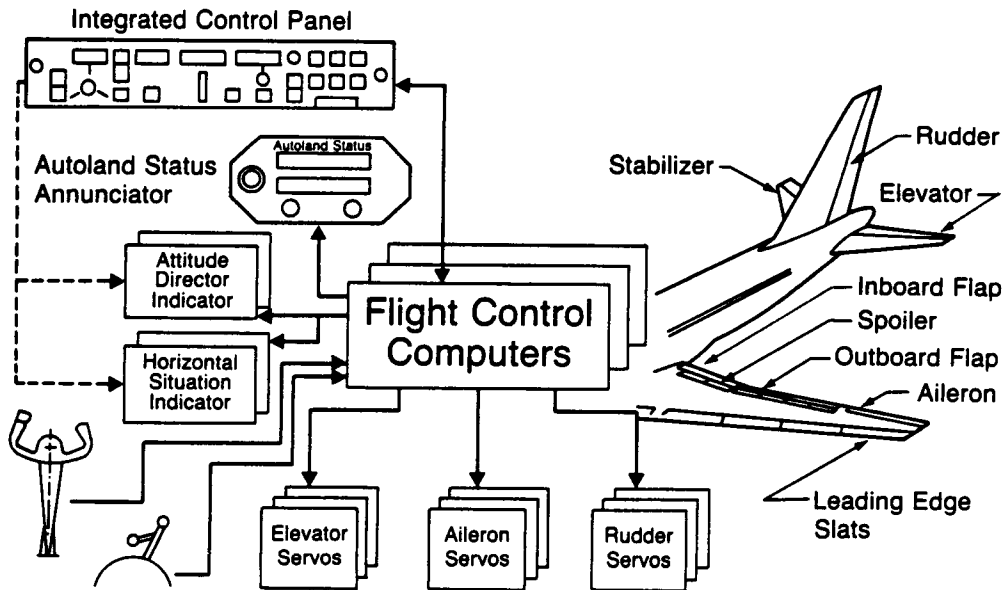 Integrated Control Panel
Autoland Status
Autoland Status
Annunciator
Stabilizer
Rudder
Elevator
Attitude
Director
Indicator
Flight Control
Computers
Inboard Flap
Spoiler
Outboard Flap
Aileron
Horizontal
Situation
Indicator
Leading Edge
Slats
Elevator
Servos
Aileron
Servos
Rudder
Servos